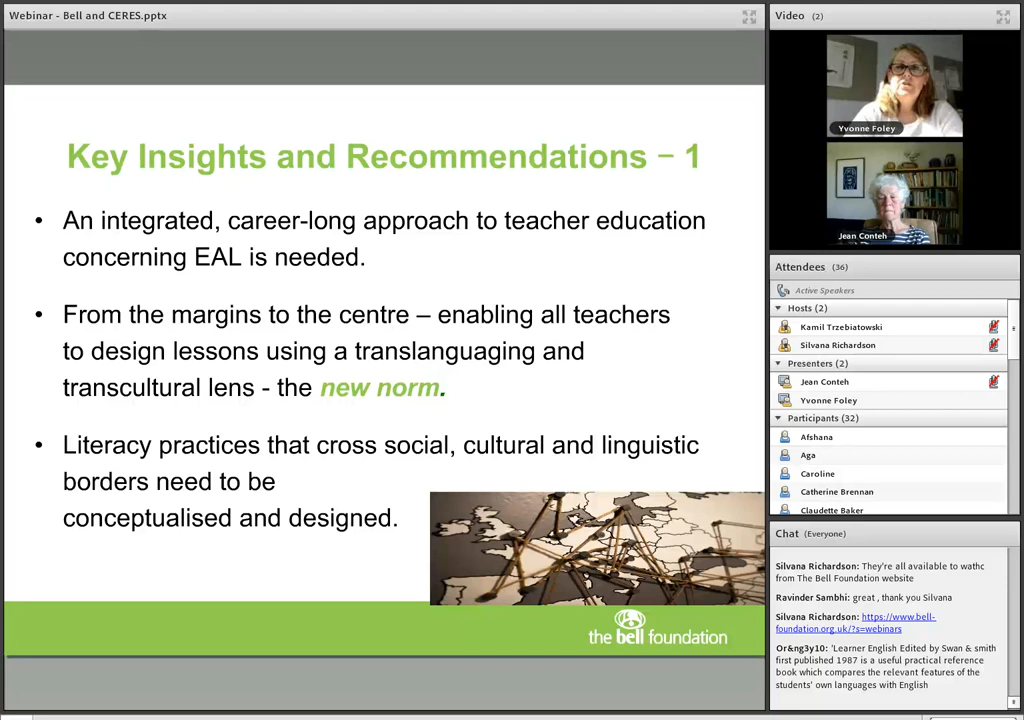 Webinar - Bell and CERES.pptx
Key Insights and Recommendations – 1
• An integrated, career-long approach to teacher education
concerning EAL is needed.
• From the margins to the centre – enabling all teachers
to design lessons using a translanguaging and
transcultural lens - the new norm.
• Literacy practices that cross social, cultural and linguistic
borders need to be
conceptualised and designed.
the bell foundation
Video (2)
Yvonne Foley
Jean Conteh
Attendees (36)
Active Speakers
Hosts (2)
Kamil Trzebiatowski
Silvana Richardson
Presenters (2)
Jean Conteh
Yvonne Foley
Participants (32)
Afshana
Aga
Caroline
Catherine Brennan
Claudette Baker
Chat (Everyone)
Silvana Richardson: They're all available to wathc
from The Bell Foundation website
Ravinder Sambhi: great , thank you Silvana
Silvana Richardson: https://www.bell-
foundation.org.uk/?s=webinars
Or&ng3y10: 'Learner English Edited by Swan & smith
first published 1987 is a useful practical reference
book which compares the relevant features of the
students' own languages with English